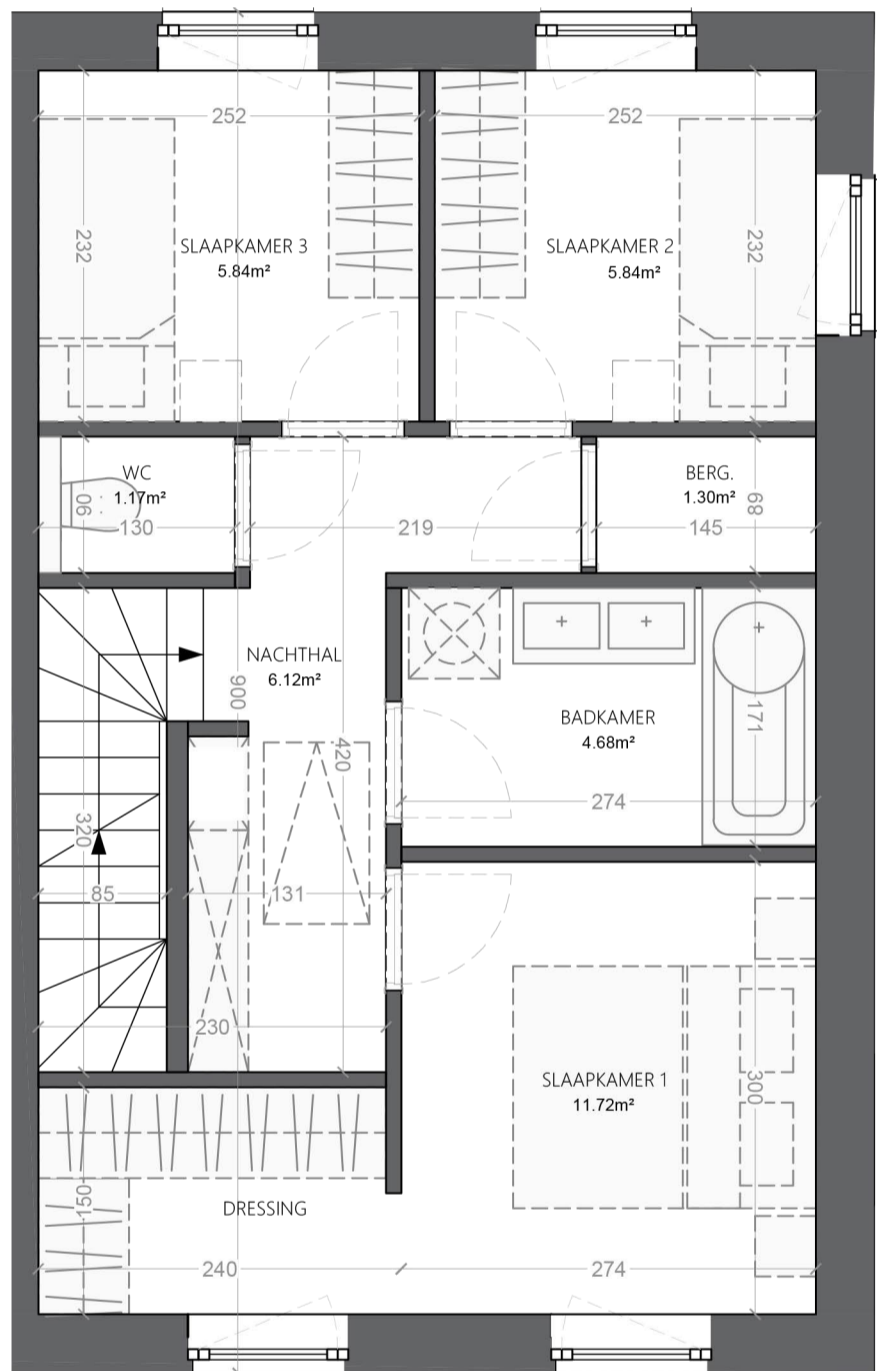 252
252
232
SLAAPKAMER 3
5.84m²
SLAAPKAMER 2
5.84m²
232
WC
1.17m²
90
130
219
BERG.
1.30m²
89
145
NACHTHAL
6.12m²
900
420
BADKAMER
4.68m²
171
274
320
85
131
230
SLAAPKAMER 1
11.72m²
300
150
DRESSING
240
274